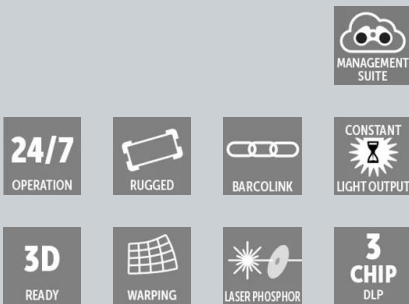 MANAGEMENT
SUITE
24/7
OPERATION
RUGGED
BARCOLINK
CONSTANT
LIGHT OUTPUT
3D
READY
WARPING
LASER PHOSPHOR
3
CHIP
DLP